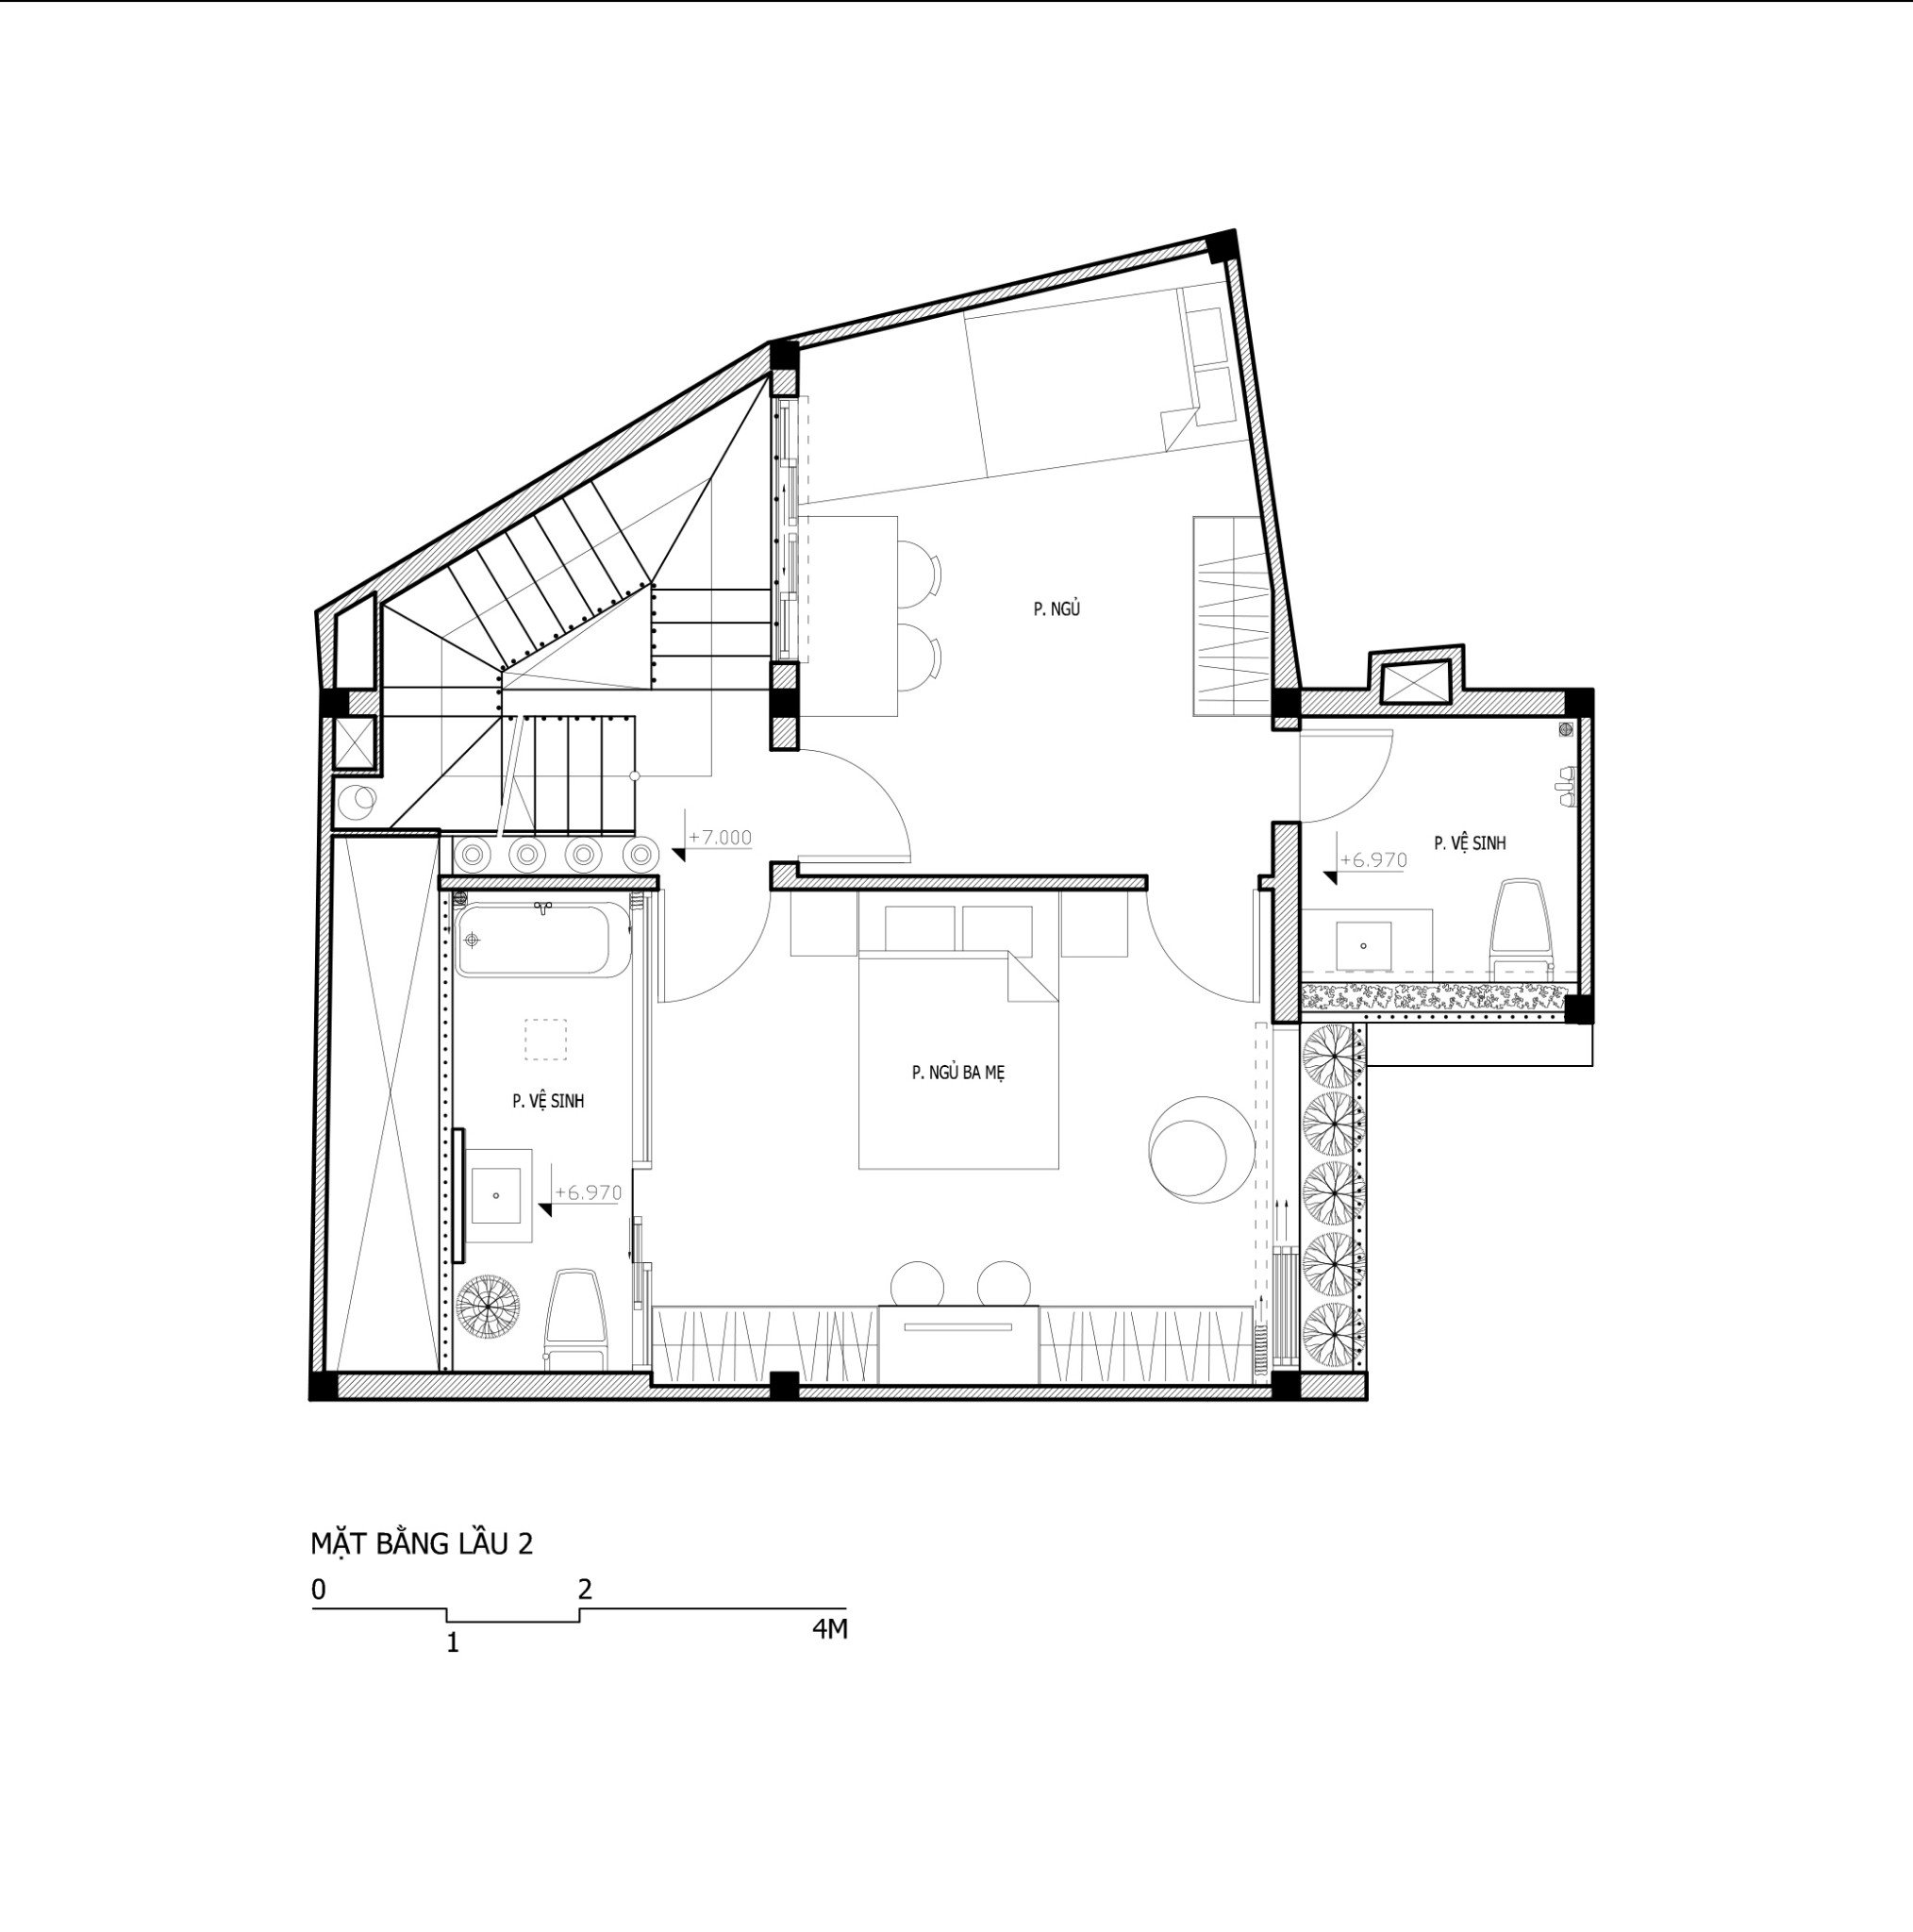 P. NGỦ
+7.000
P. VỆ SINH
+6.970
P. NGỦ BA MẸ
P. VỆ SINH
+6.970
MẶT BẰNG LẦU 2
0 2
1 4M